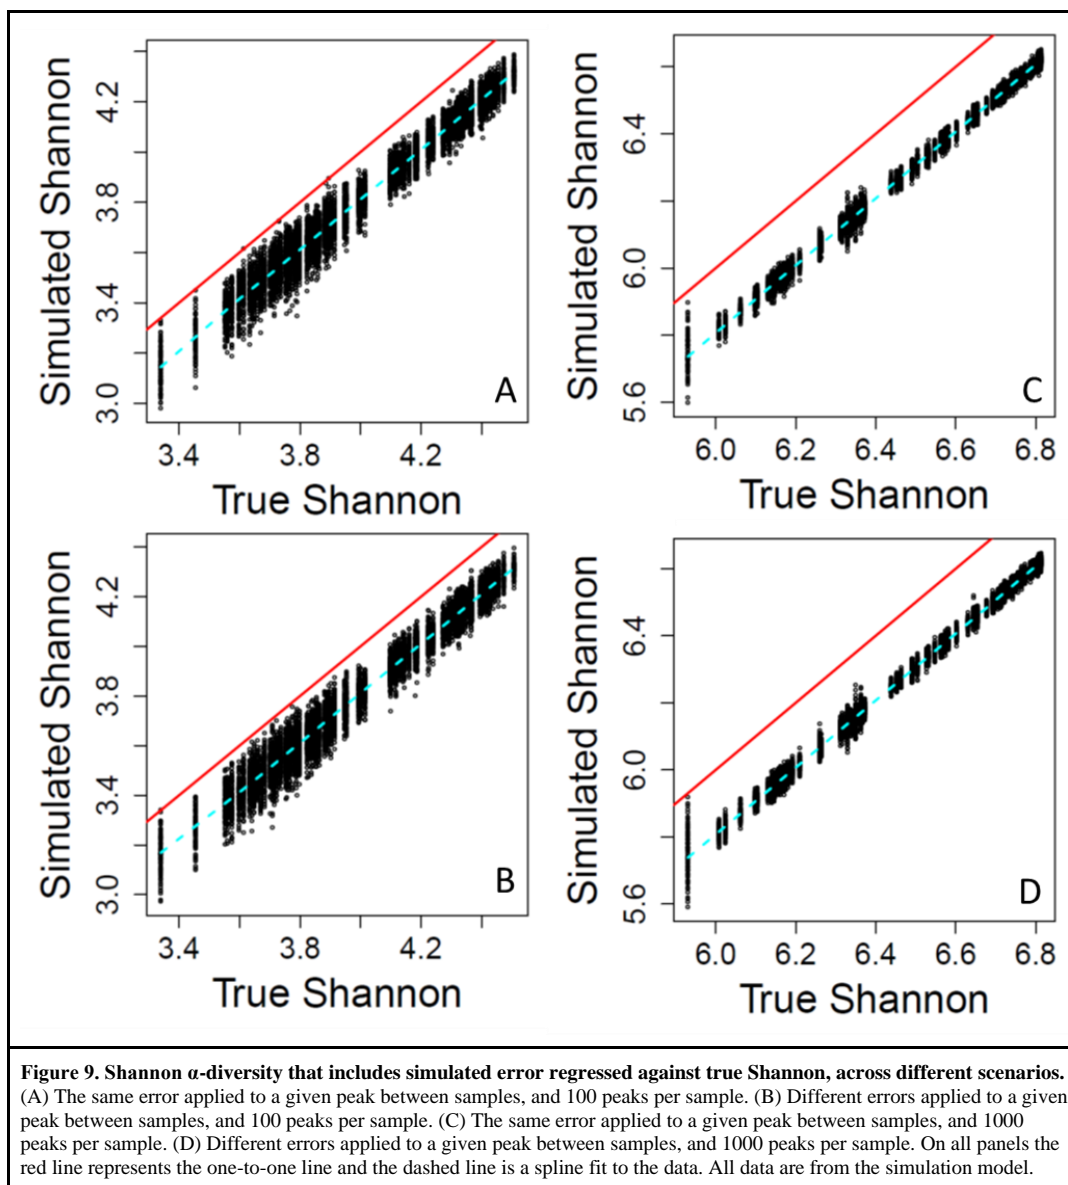 Simulated Shannon
4.2
3.8
3.4
3.0
A
3.4 3.8 4.2
True Shannon
Simulated Shannon
6.4
6.0
5.6
C
6.0 6.2 6.4 6.6 6.8
True Shannon
Simulated Shannon
4.2
3.8
3.4
3.0
B
3.4 3.8 4.2
True Shannon
Simulated Shannon
6.4
6.0
5.6
D
6.0 6.2 6.4 6.6 6.8
True Shannon
Figure 9. Shannon α-diversity that includes simulated error regressed against true Shannon, across different scenarios.
(A) The same error applied to a given peak between samples, and 100 peaks per sample. (B) Different errors applied to a given
peak between samples, and 100 peaks per sample. (C) The same error applied to a given peak between samples, and 1000
peaks per sample. (D) Different errors applied to a given peak between samples, and 1000 peaks per sample. On all panels the
red line represents the one-to-one line and the dashed line is a spline fit to the data. All data are from the simulation model.